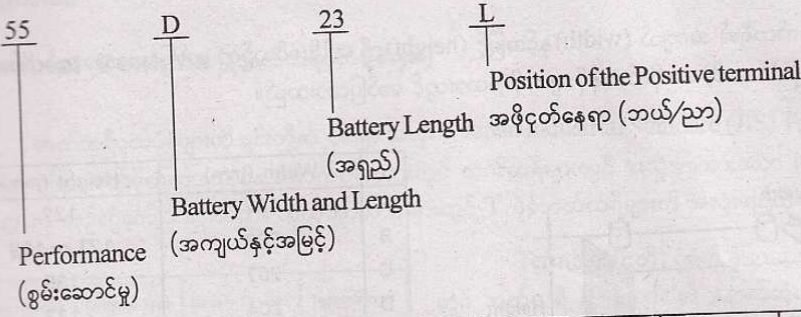 55 D 23 L
Position of the Positive terminal
Battery Length အဖိုငုတ်နေရာ (ဘယ်/ညာ)
(အရှည်)
Battery Width and Length
Performance (အကျယ်နှင့်အမြင့်)
(စွမ်းဆောင်မှု)